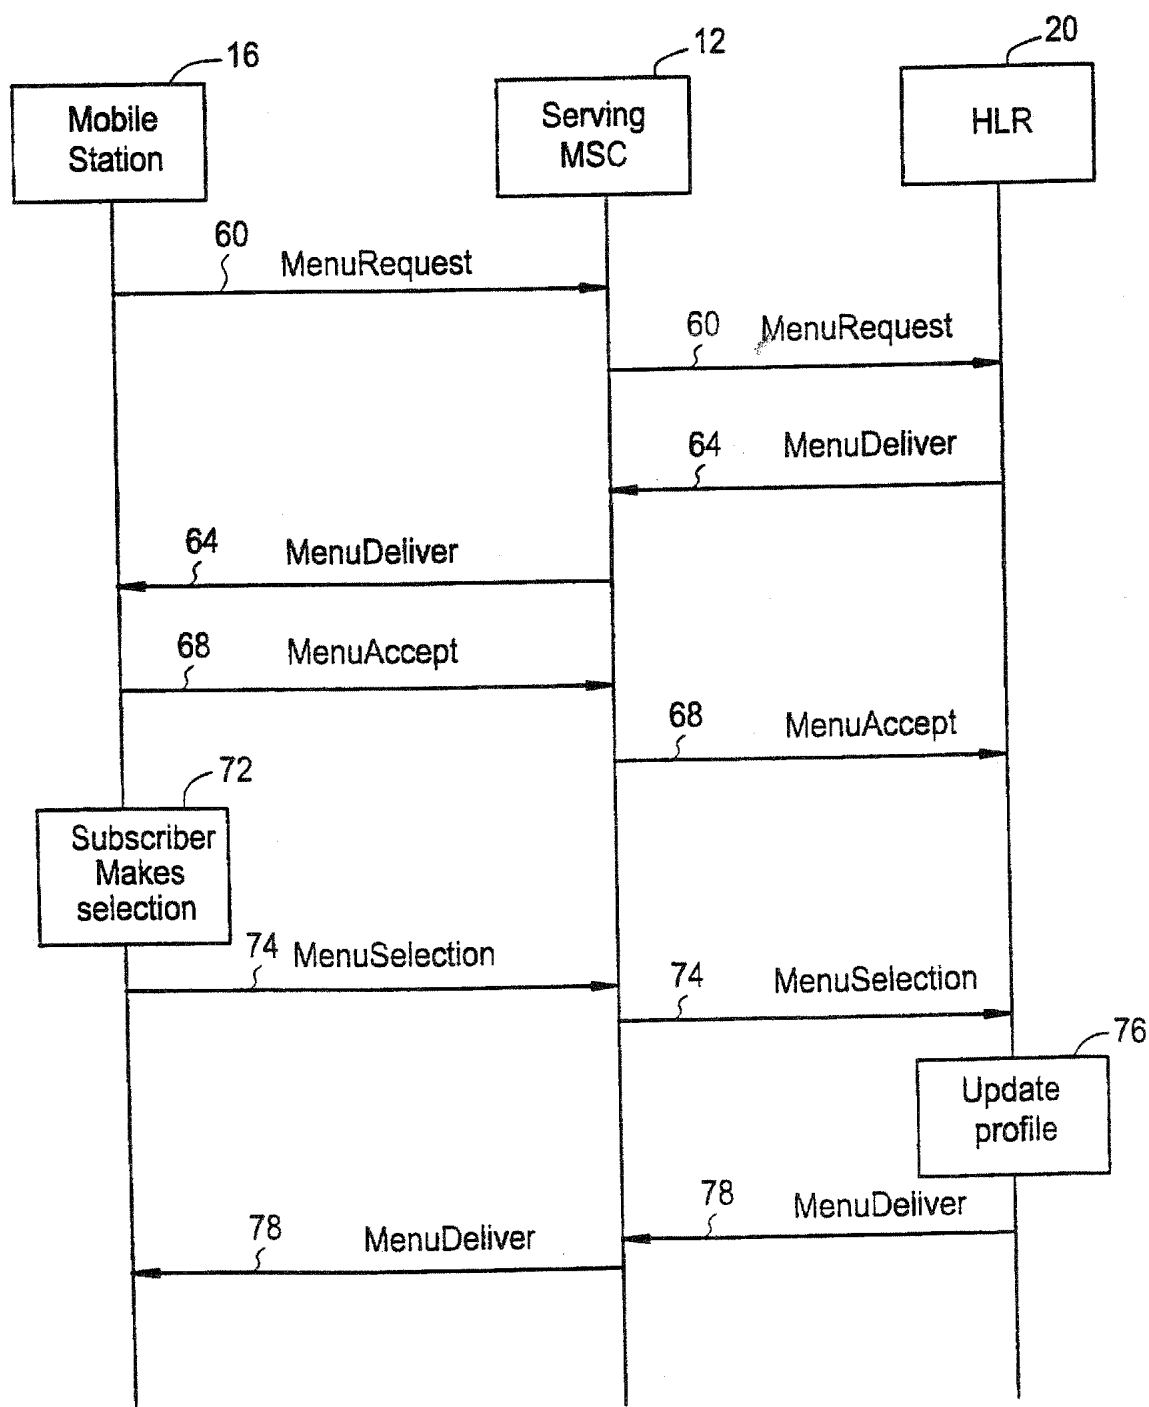 16
12
20
Mobile
Station
Serving
MSC
HLR
60
MenuRequest
60
MenuRequest
64
MenuDeliver
64
MenuDeliver
68
MenuAccept
68
MenuAccept
72
Subscriber
Makes
selection
74
MenuSelection
74
MenuSelection
76
Update
profile
78
MenuDeliver
78
MenuDeliver